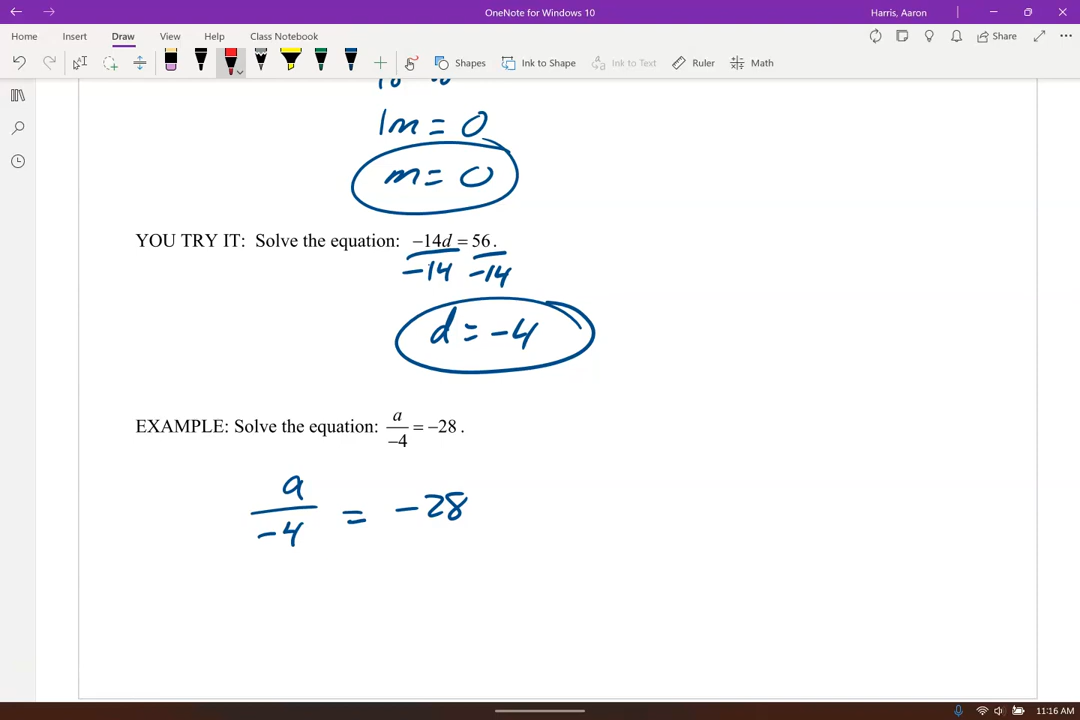 OneNote for Windows 10
Harris, Aaron
Home Insert Draw View Help Class Notebook
Share
Shapes Ink to Shape Ink to Text Ruler Math
1m = 0
m = 0
YOU TRY IT: Solve the equation: −14d = 56.
−14 −14
d = −4
EXAMPLE: Solve the equation: a/−4 = −28.
a/−4 = −28
11:16 AM